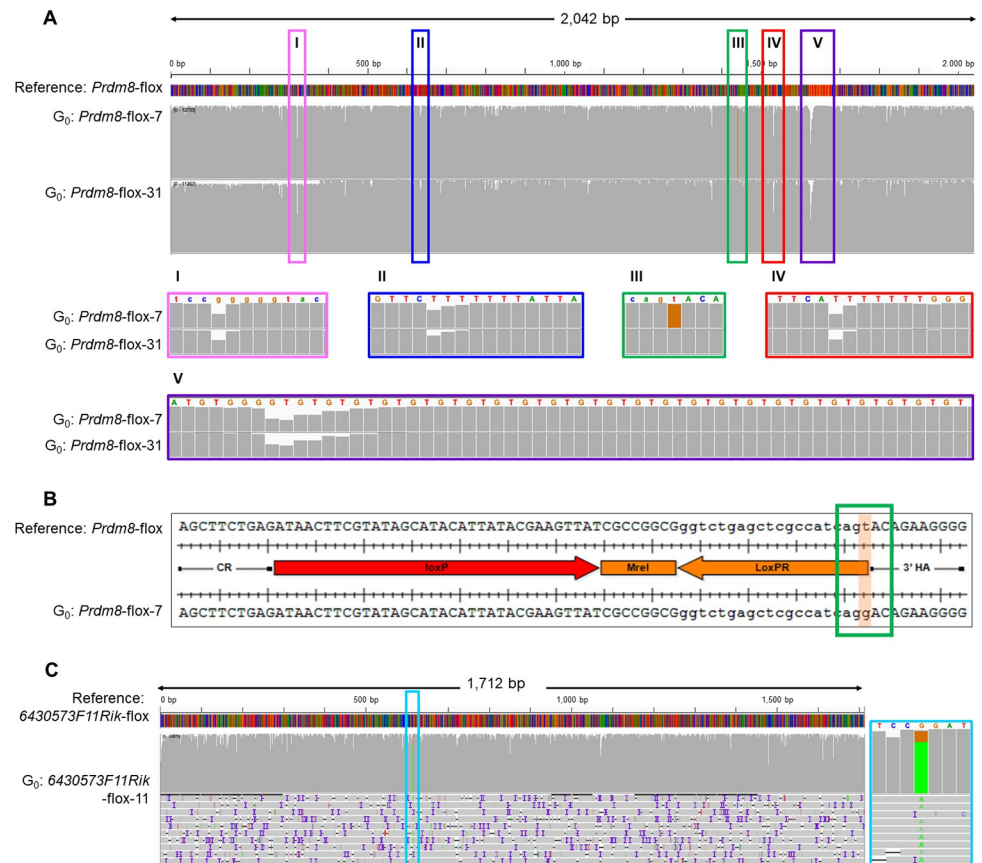 A
2,042 bp
I II III IV V
0 bp 500 bp 1,000 bp 1,500 bp 2,000 bp
Reference: Prdm8-flox
G0: Prdm8-flox-7
G0: Prdm8-flox-31
I II III IV
t c c g g g g g t a c
G T T C T T T T T T T A T T A
c a g t A C A
T T C A T T T T T T T G G G
G0: Prdm8-flox-7
G0: Prdm8-flox-31
V
A T G T G G G G T G T G T G T G T G T G T G T G T G T G T G T G T G T G T G T G T G T G T G T G T
G0: Prdm8-flox-7
G0: Prdm8-flox-31
B
Reference: Prdm8-flox
AGCTTCTGAGATAACTTCGTATAGCATACATTATACGAAGTTATCGCCGGCGggtctgagctcgccatcagtACAGAAGGGG
CR loxP MreI LoxPR 3' HA
G0: Prdm8-flox-7
AGCTTCTGAGATAACTTCGTATAGCATACATTATACGAAGTTATCGCCGGCGggtctgagctcgccatcaggACAGAAGGGG
C
1,712 bp
Reference:
6430573F11Rik-flox
0 bp 500 bp 1,000 bp 1,500 bp
T C C G G A T
G0: 6430573F11Rik
-flox-11